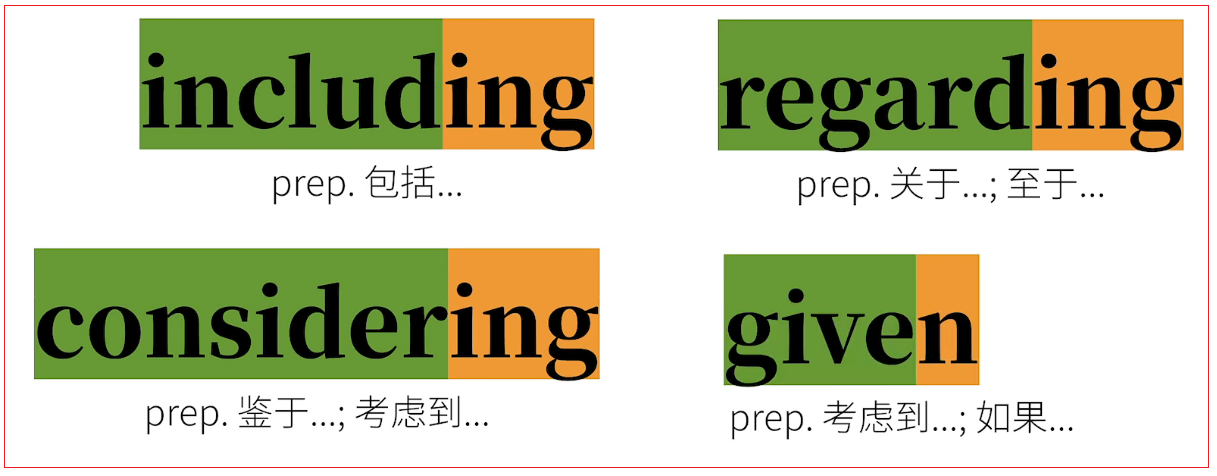 including
regarding
prep. 包括...
prep. 关于...; 至于...
considering
given
prep. 鉴于...; 考虑到...
prep. 考虑到...; 如果...